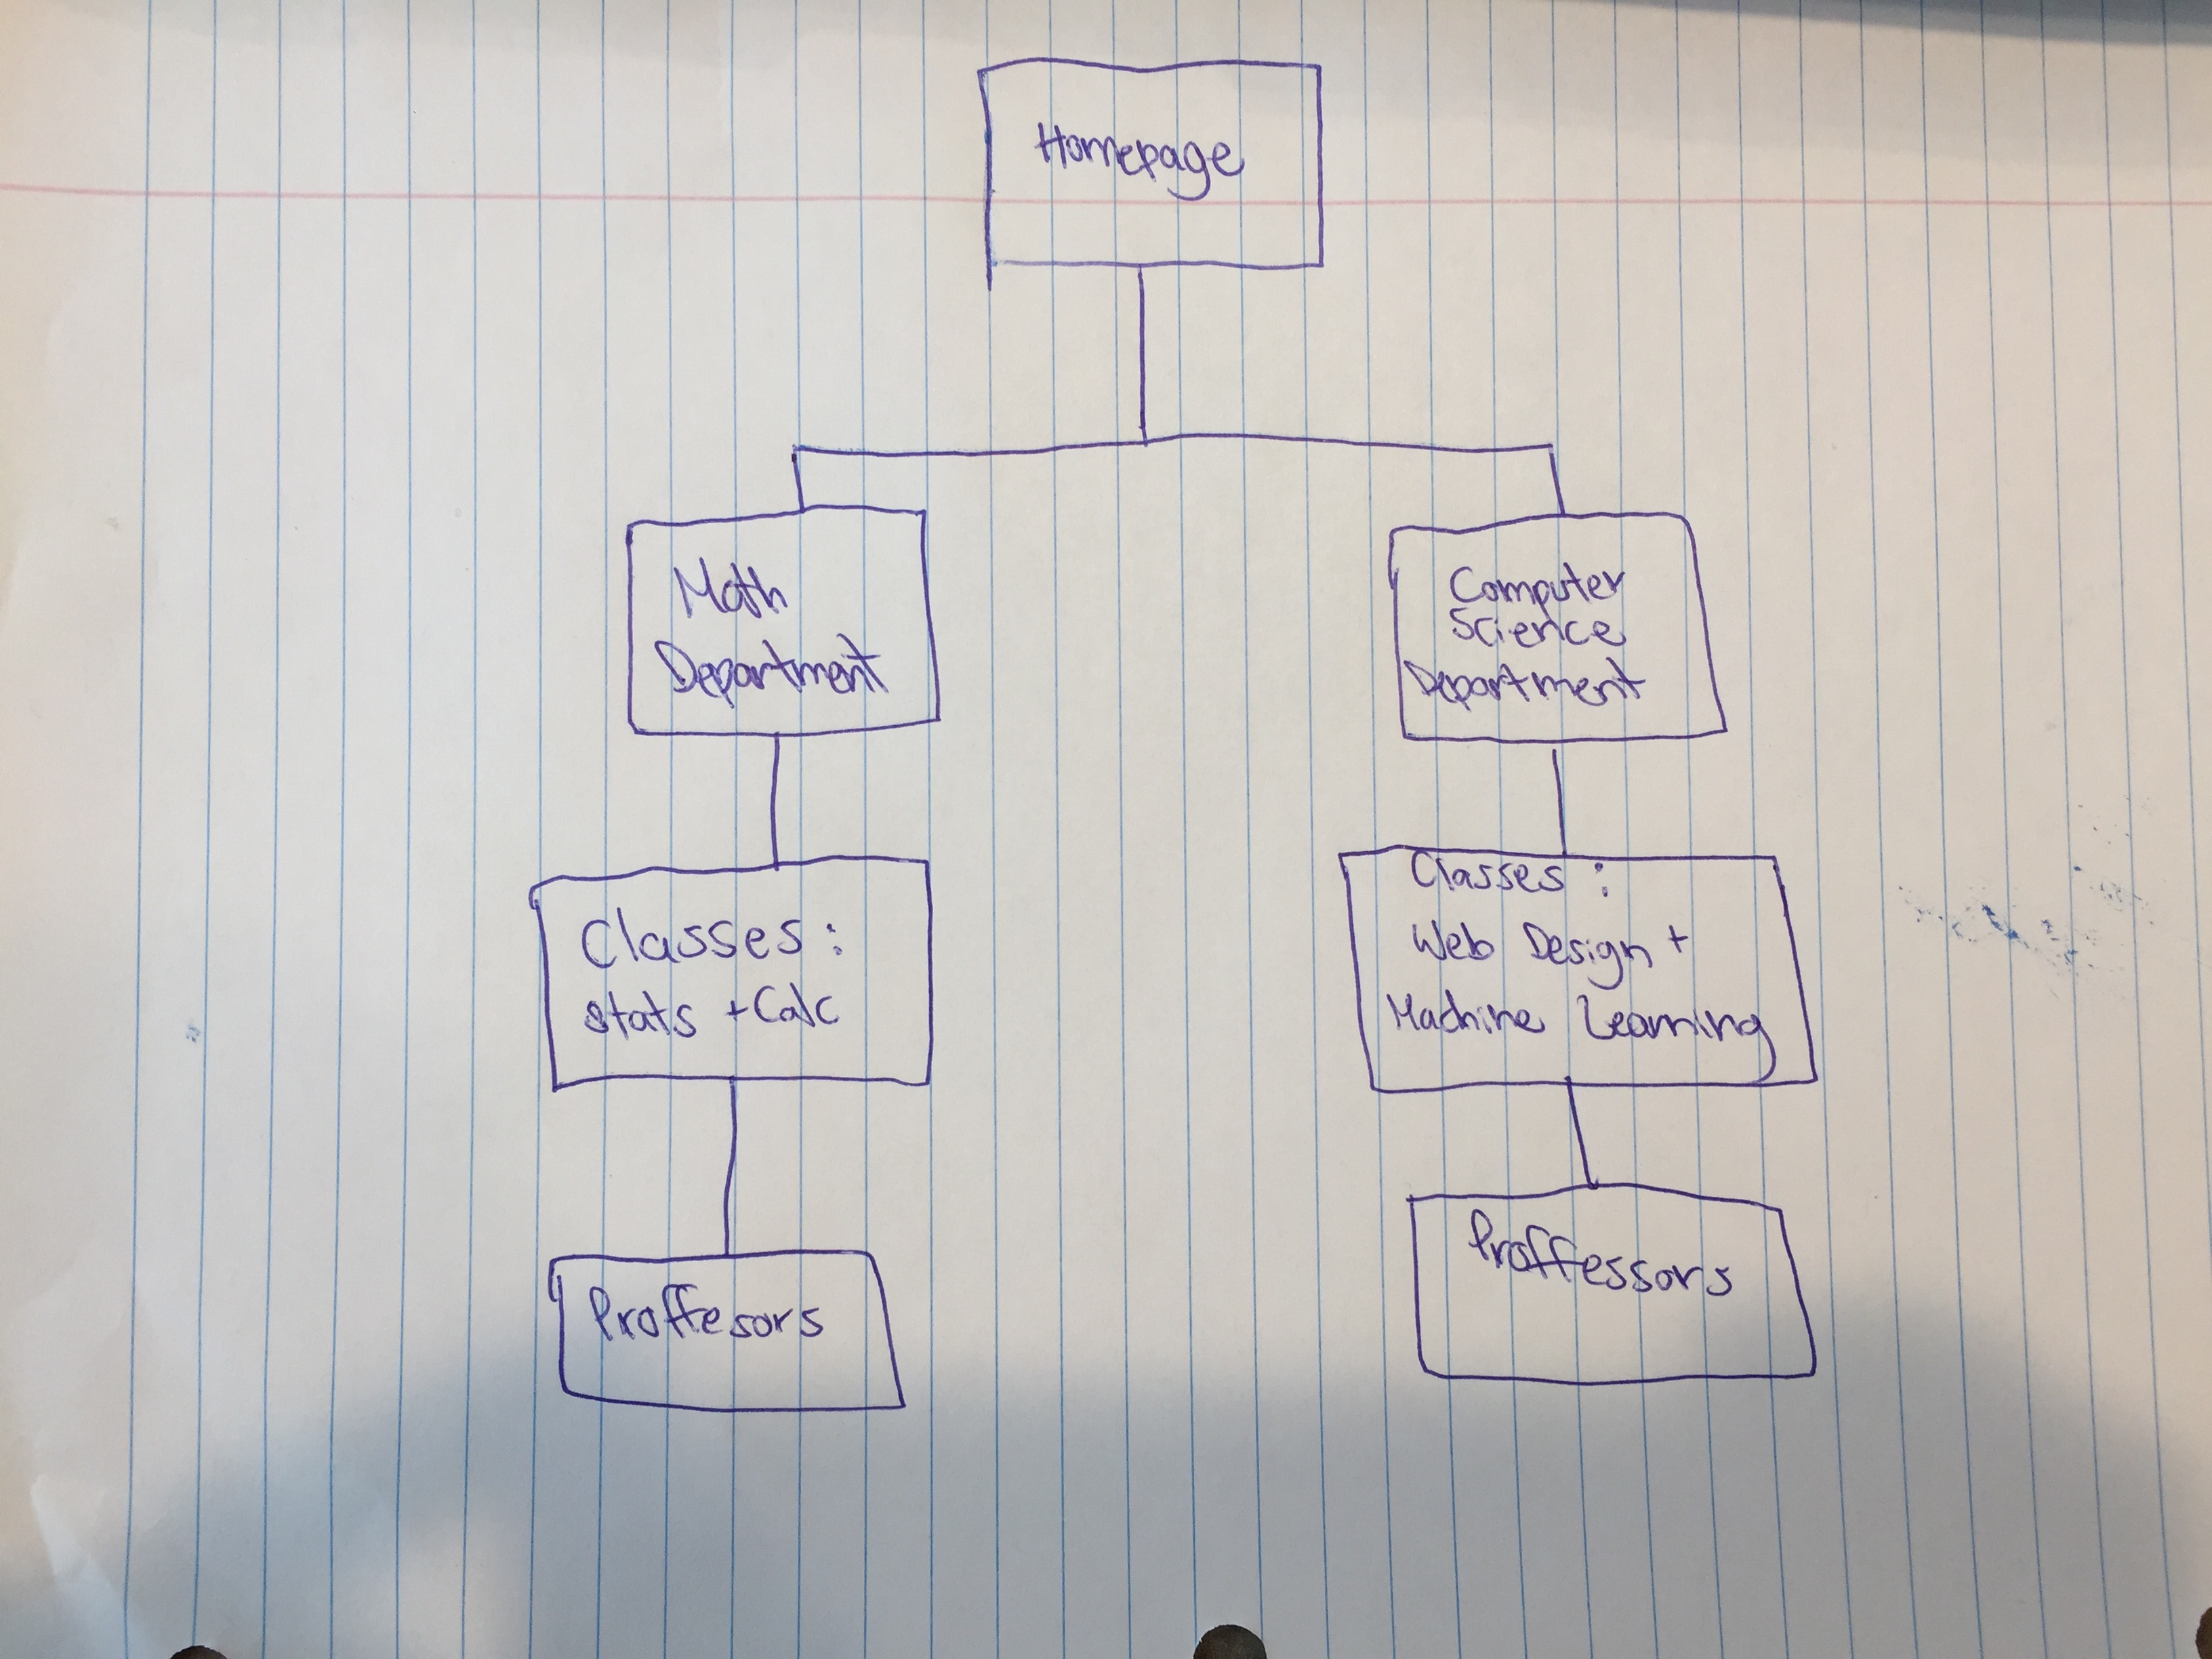 Homepage
Math
Department
Computer
Science
Department
Classes:
stats + Calc
Classes:
Web Design +
Machine Learning
Proffesors
Proffessors